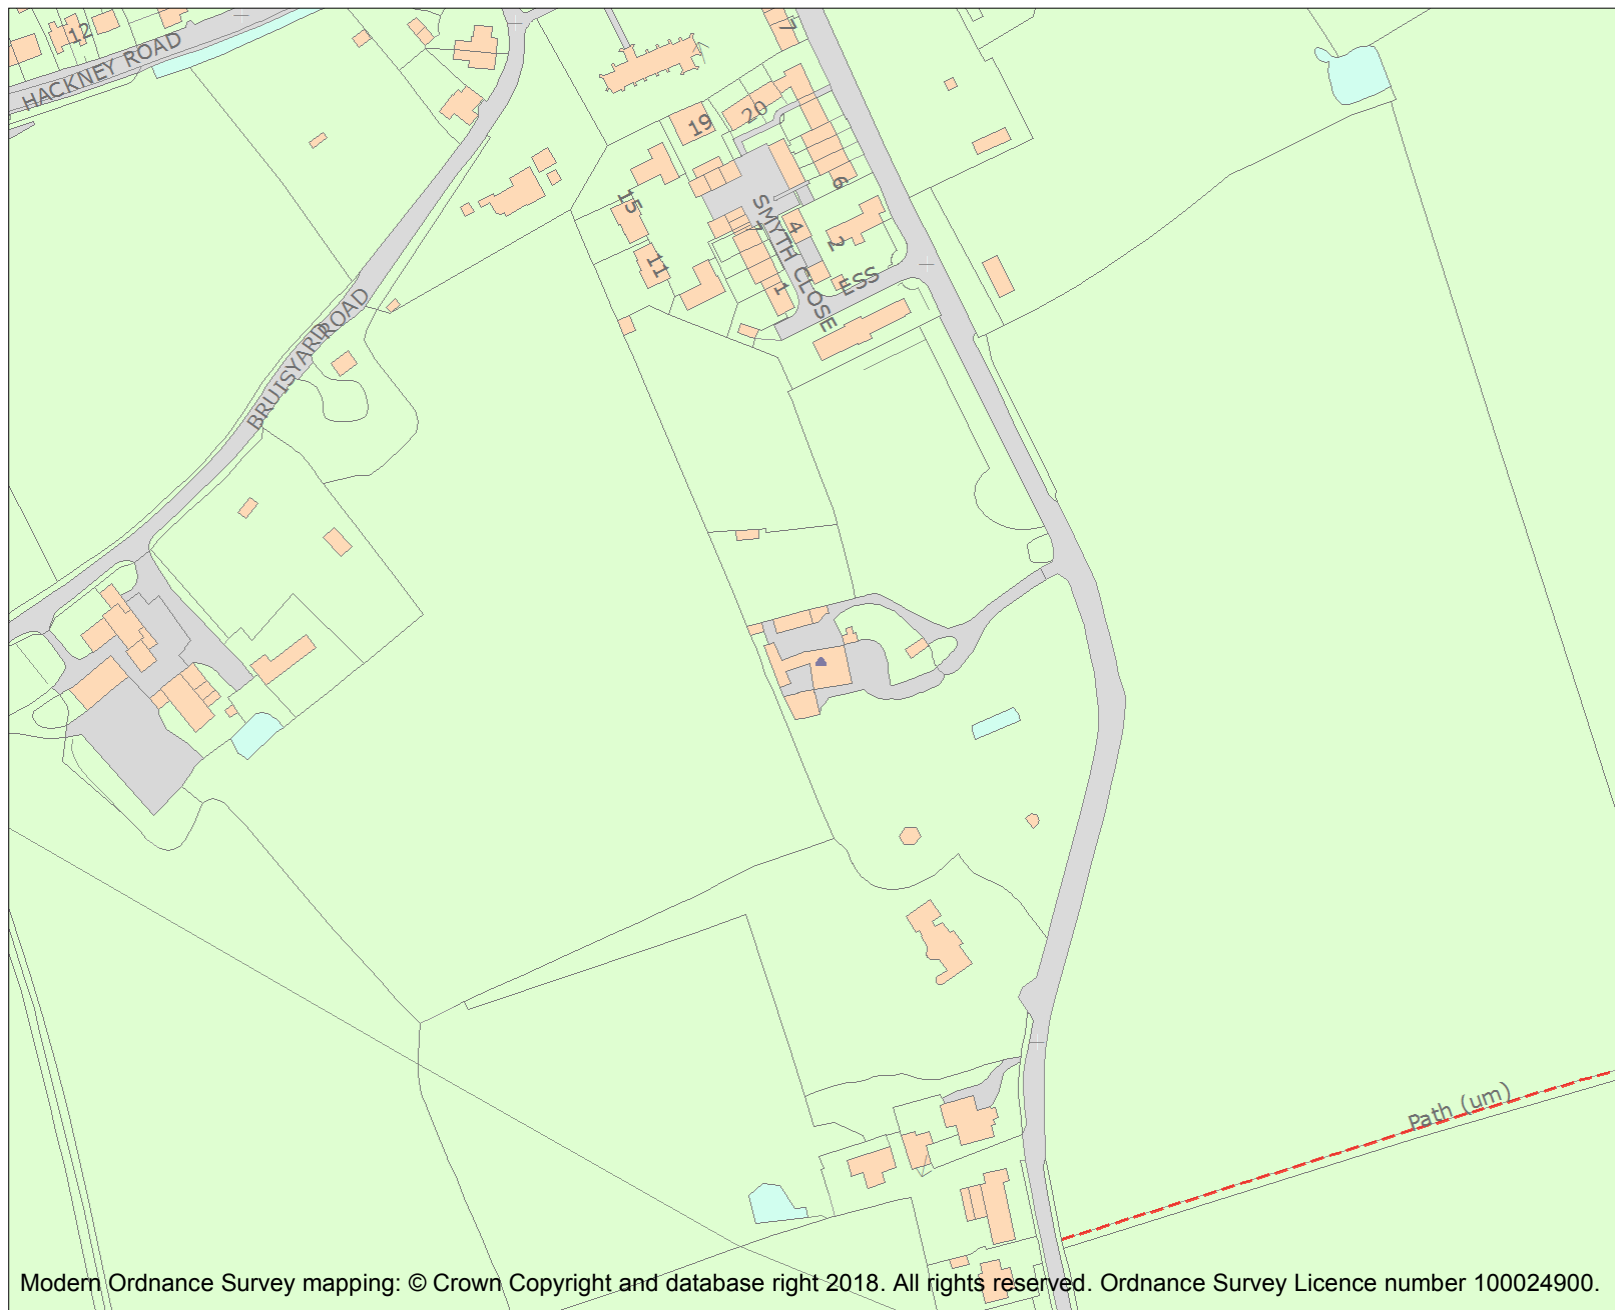 12
HACKNEY ROAD
7
20
19
6
15
SMYTH CLOSE
7
4
2
11
1
ESS
BRUISYARD ROAD
Path (um)
Modern Ordnance Survey mapping: © Crown Copyright and database right 2018. All rights reserved. Ordnance Survey Licence number 100024900.